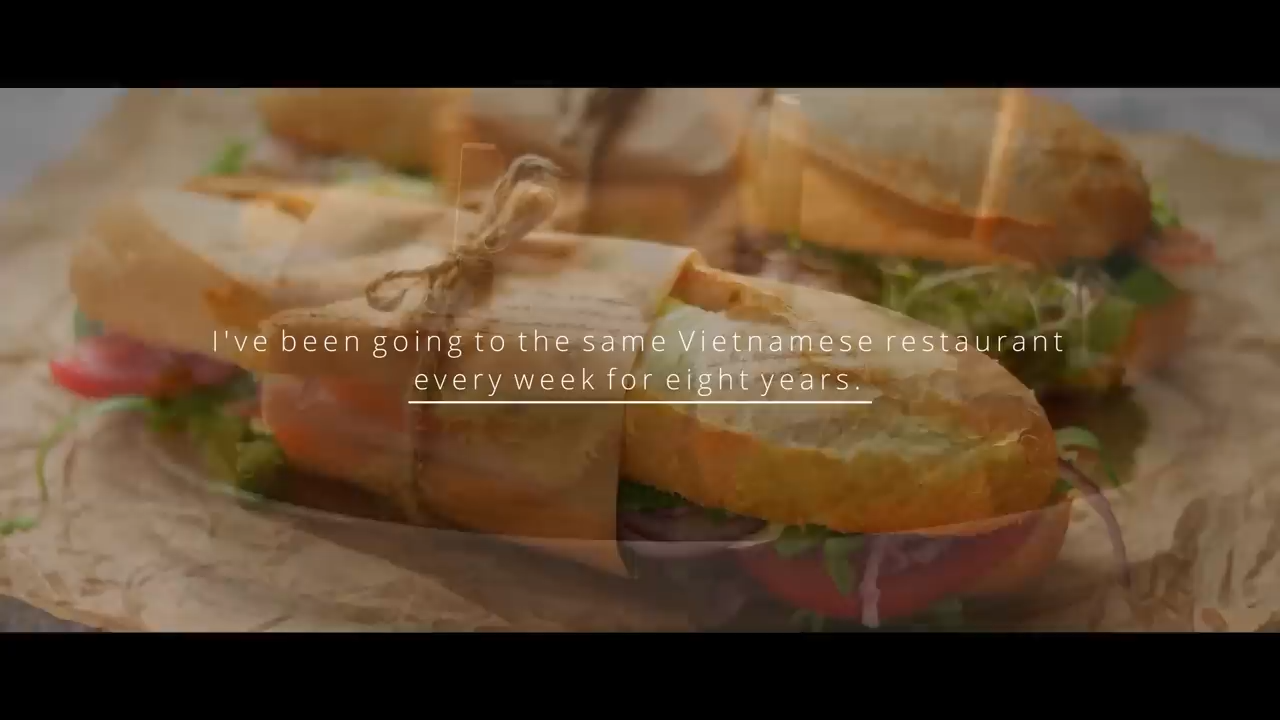 I've been going to the same Vietnamese restaurant
every week for eight years.